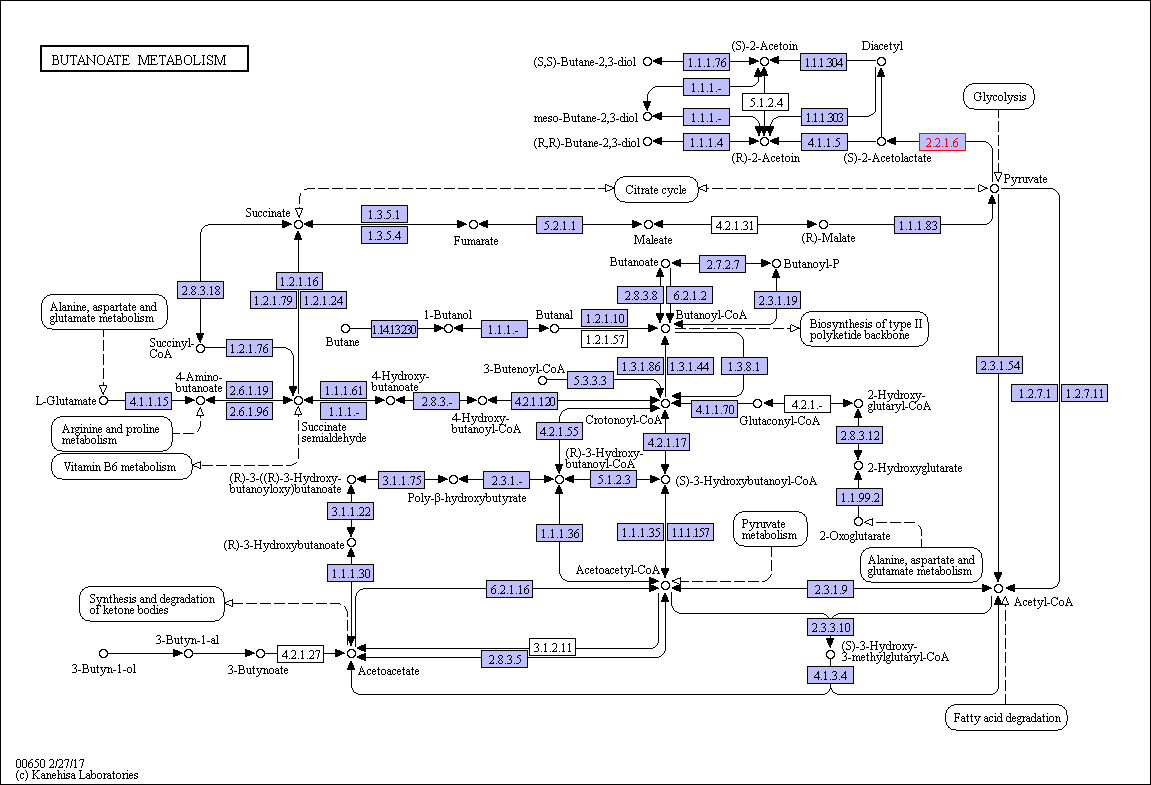 BUTANOATE METABOLISM
(S)-2-Acetoin
Diacetyl
(S,S)-Butane-2,3-diol
1.1.1.76
1.1.1.304
1.1.1.-
5.1.2.4
Glycolysis
meso-Butane-2,3-diol
1.1.1.-
1.1.1.303
(R,R)-Butane-2,3-diol
1.1.1.4
4.1.1.5
2.2.1.6
(R)-2-Acetoin
(S)-2-Acetolactate
Pyruvate
Citrate cycle
Succinate
1.3.5.1
1.3.5.4
Fumarate
5.2.1.1
Maleate
4.2.1.31
(R)-Malate
1.1.1.83
Butanoate
2.7.2.7
Butanoyl-P
2.8.3.18
1.2.1.16
1.2.1.79
1.2.1.24
2.8.3.8
6.2.1.2
2.3.1.19
Alanine, aspartate and
glutamate metabolism
1-Butanol
Butanal
1.2.1.10
Butanoyl-CoA
Butane
1.14.13.230
1.1.1.-
1.2.1.57
Biosynthesis of type II
polyketide backbone
Succinyl-
CoA
1.2.1.76
3-Butenoyl-CoA
1.3.1.86
1.3.1.44
1.3.8.1
2.3.1.54
4-Amino-
butanoate
2.6.1.19
1.1.1.61
4-Hydroxy-
butanoate
5.3.3.3
1.2.7.1
1.2.7.11
L-Glutamate
4.1.1.15
2.6.1.96
1.1.1.-
2.8.3.-
4.2.1.120
2-Hydroxy-
glutaryl-CoA
4.1.1.70
4.2.1.-
Arginine and proline
metabolism
Succinate
semialdehyde
4-Hydroxy-
butanoyl-CoA
Crotonoyl-CoA
Glutaconyl-CoA
4.2.1.55
4.2.1.17
2.8.3.12
Vitamin B6 metabolism
(R)-3-Hydroxy-
butanoyl-CoA
2-Hydroxyglutarate
(R)-3-((R)-3-Hydroxy-
butanoyloxy)butanoate
3.1.1.75
2.3.1.-
5.1.2.3
(S)-3-Hydroxybutanoyl-CoA
Poly-β-hydroxybutyrate
1.1.99.2
3.1.1.22
1.1.1.36
1.1.1.35
1.1.1.157
Pyruvate
metabolism
2-Oxoglutarate
(R)-3-Hydroxybutanoate
Alanine, aspartate and
glutamate metabolism
1.1.1.30
Acetoacetyl-CoA
6.2.1.16
2.3.1.9
Synthesis and degradation
of ketone bodies
Acetyl-CoA
2.3.3.10
3-Butyn-1-al
3.1.2.11
(S)-3-Hydroxy-
3-methylglutaryl-CoA
4.2.1.27
2.8.3.5
3-Butyn-1-ol
3-Butynoate
Acetoacetate
4.1.3.4
Fatty acid degradation
00650 2/27/17
(c) Kanehisa Laboratories